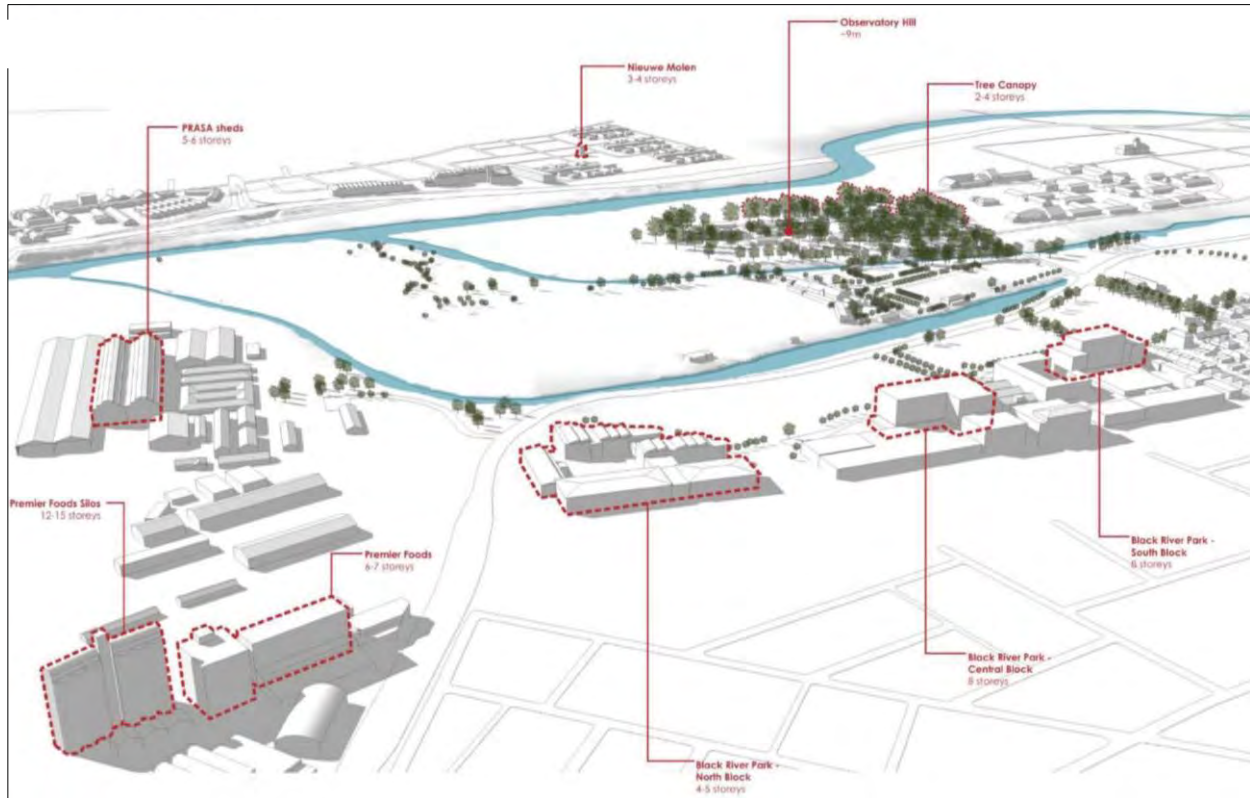 Observatory Hill
~9m
Nieuwe Molen
3-4 storeys
Tree Canopy
2-4 storeys
PRASA sheds
5-6 storeys
Premier Foods Silos
12-15 storeys
Premier Foods
6-7 storeys
Black River Park -
South Block
storeys
Black River Park -
Central Block
8 storeys
Black River Park -
North Block
4-5 storeys